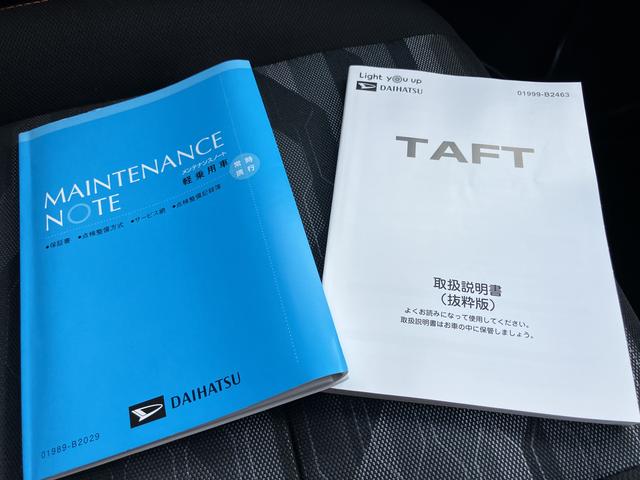 MAINTENANCE
NOTE
メンテナンスノート
軽乗用車
常時
携行
●保証書 ●点検整備方式 ●サービス網 ●点検整備記録簿
DAIHATSU
01989-B2029
Light you up
DAIHATSU
01999-B2463
TAFT
取扱説明書
（抜粋版）
よくお読みになって使用してください。
取扱説明書はお車の中に保管しましょう。